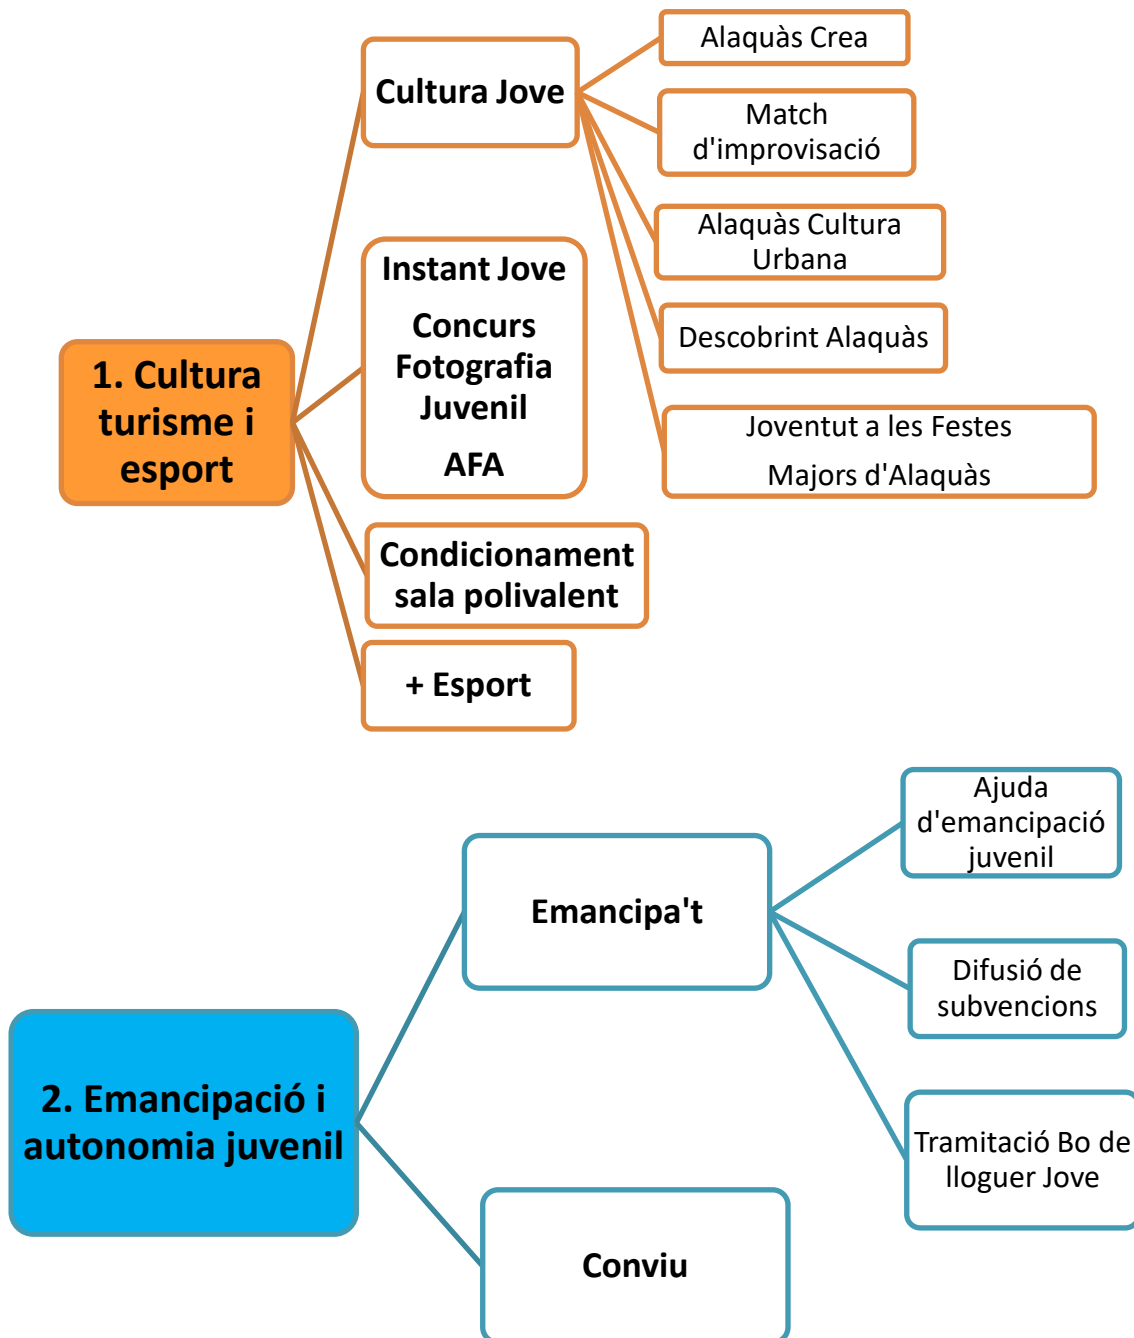 1. Cultura
turisme i
esport
Cultura Jove
Alaquàs Crea
Match
d'improvisació
Alaquàs Cultura
Urbana
Descobrint Alaquàs
Joventut a les Festes
Majors d'Alaquàs
Instant Jove
Concurs
Fotografia
Juvenil
AFA
Condicionament
sala polivalent
+ Esport
2. Emancipació i
autonomia juvenil
Emancipa't
Ajuda
d'emancipació
juvenil
Difusió de
subvencions
Tramitació Bo de
lloguer Jove
Conviu